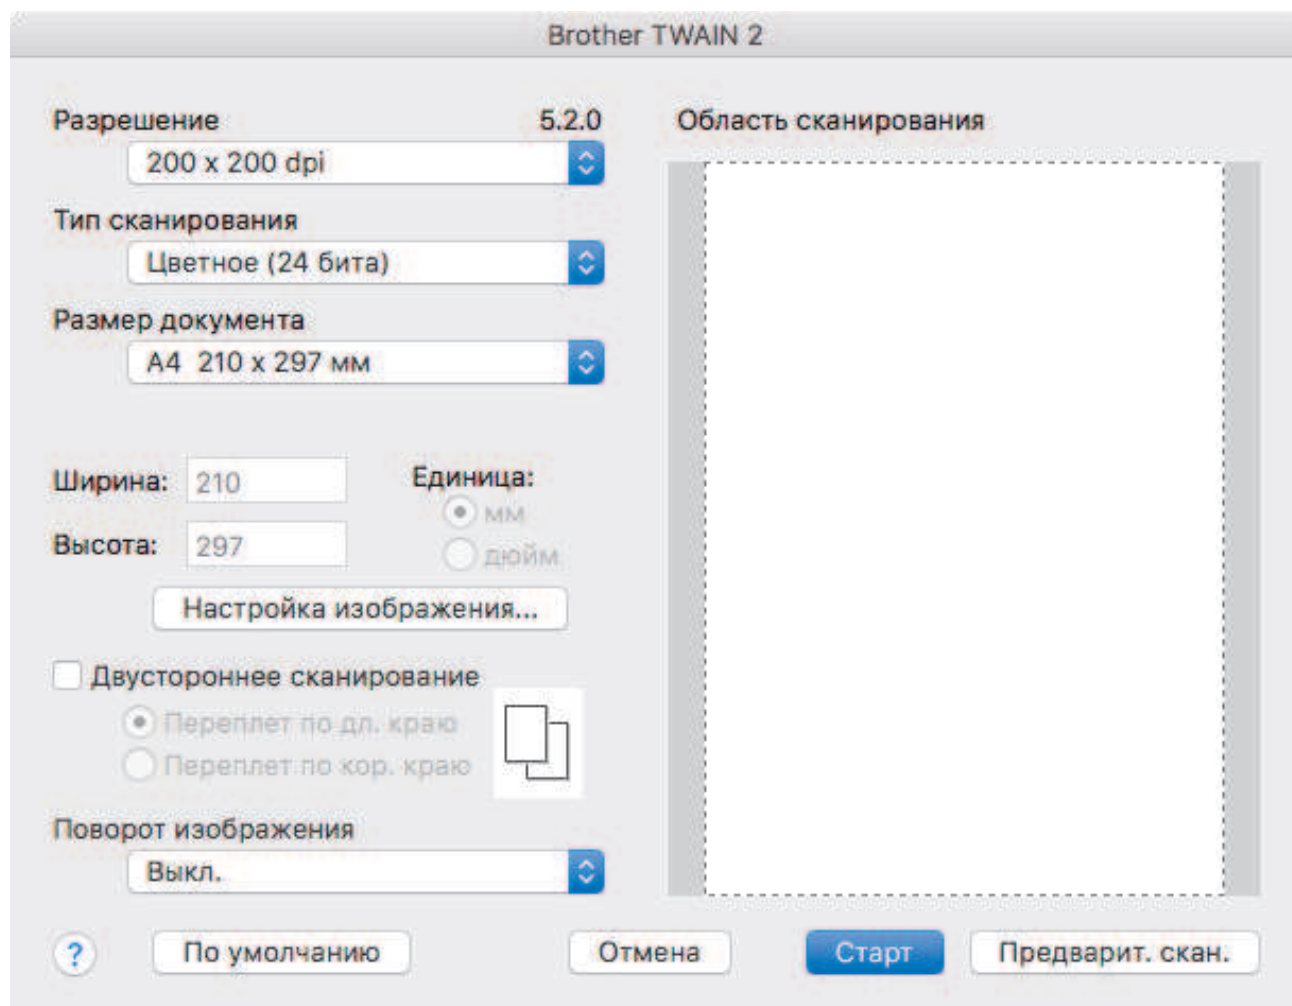 Brother TWAIN 2
Разрешение 5.2.0
200 x 200 dpi
Тип сканирования
Цветное (24 бита)
Размер документа
A4 210 x 297 мм
Ширина: 210
Высота: 297
Единица:
мм
дюйм
Настройка изображения...
Двустороннее сканирование
Переплет по дл. краю
Переплет по кор. краю
Поворот изображения
Выкл.
Область сканирования
?
По умолчанию
Отмена
Старт
Предварит. скан.